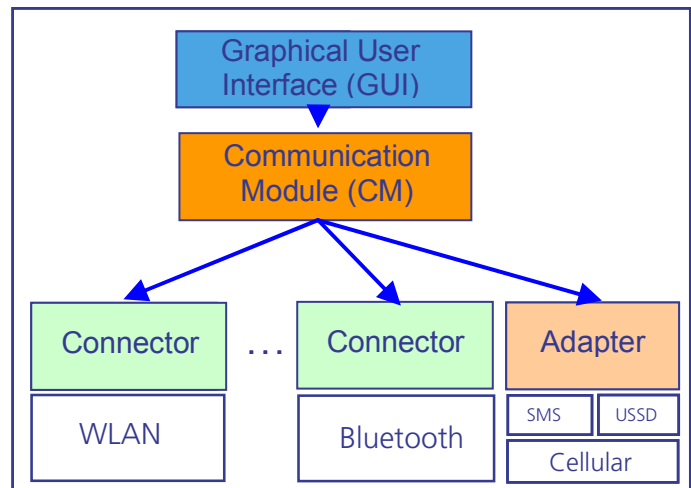 Graphical User
Interface (GUI)
Communication
Module (CM)
Connector
...
Connector
Adapter
WLAN
Bluetooth
SMS
USSD
Cellular